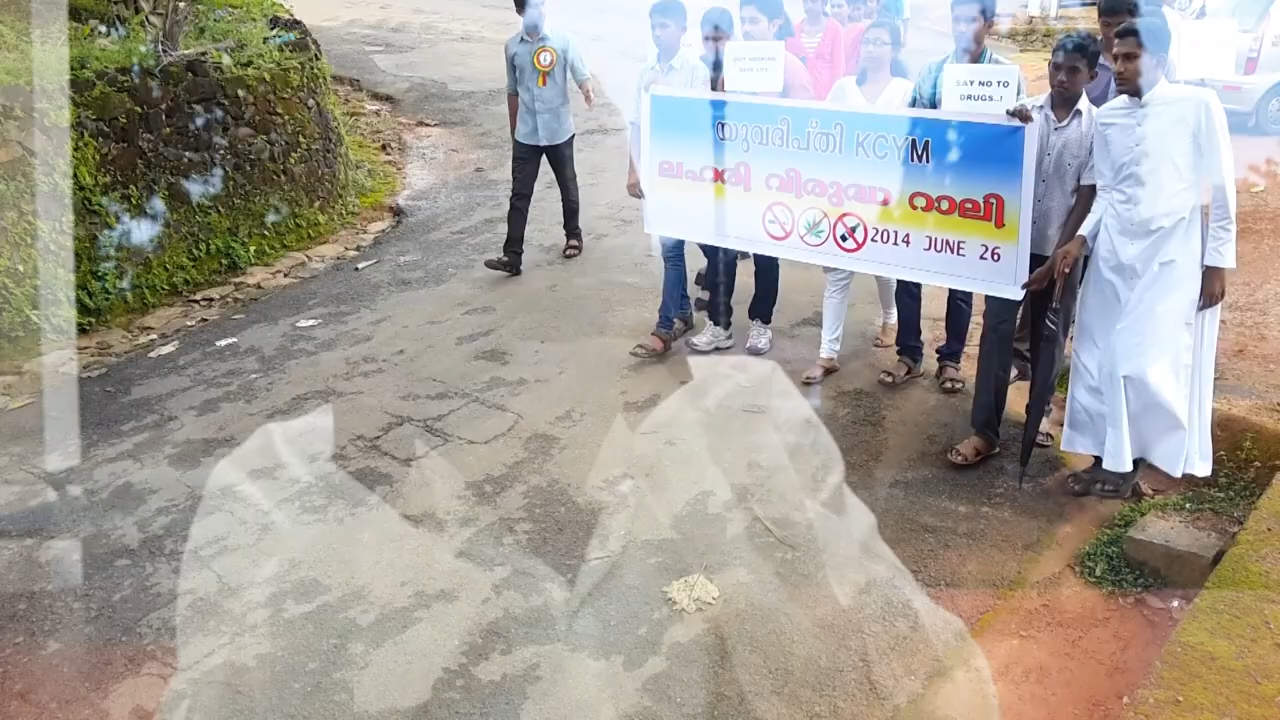 QUIT SMOKING
SAVE LIFE
SAY NO TO
DRUGS..!
യുവദീപ്തി KCYM
ലഹരി വിരുദ്ധ റാലി
2014 JUNE 26